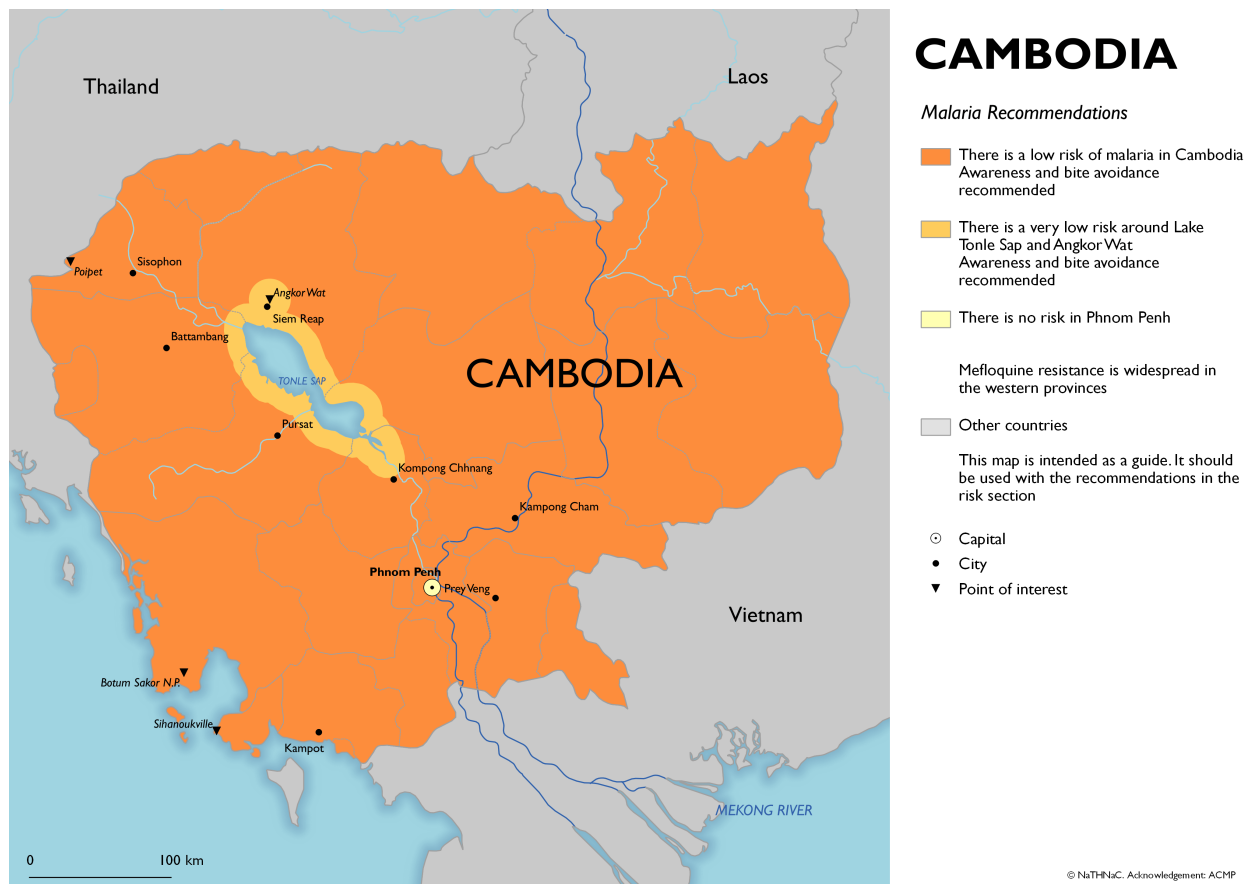 CAMBODIA
Malaria Recommendations
There is a low risk of malaria in Cambodia
Awareness and bite avoidance
recommended
There is a very low risk around Lake
Tonle Sap and Angkor Wat
Awareness and bite avoidance
recommended
There is no risk in Phnom Penh
Mefloquine resistance is widespread in
the western provinces
Other countries
This map is intended as a guide. It should
be used with the recommendations in the
risk section
Capital
City
Point of interest
Thailand
Laos
Poipet
Sisophon
Angkor Wat
Siem Reap
Battambang
TONLE SAP
CAMBODIA
Pursat
Kompong Chhnang
Kampong Cham
Phnom Penh
Prey Veng
Vietnam
Botum Sakor N.P.
Sihanoukville
Kampot
MEKONG RIVER
0 100 km
© NaTHNaC. Acknowledgement: ACMP